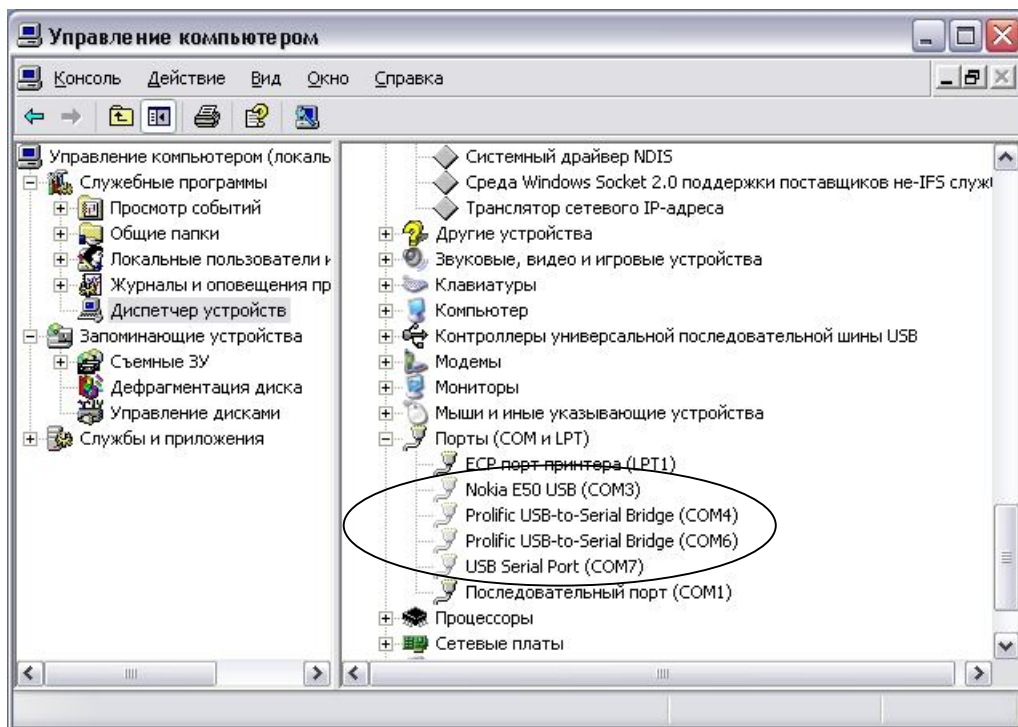 Управление компьютером
Консоль Действие Вид Окно Справка
Управление компьютером (локаль
Служебные программы
Просмотр событий
Общие папки
Локальные пользователи и
Журналы и оповещения пр
Диспетчер устройств
Запоминающие устройства
Съемные ЗУ
Дефрагментация диска
Управление дисками
Службы и приложения
Системный драйвер NDIS
Среда Windows Socket 2.0 поддержки поставщиков не-IFS служ
Транслятор сетевого IP-адреса
Другие устройства
Звуковые, видео и игровые устройства
Клавиатуры
Компьютер
Контроллеры универсальной последовательной шины USB
Модемы
Мониторы
Мыши и иные указывающие устройства
Порты (COM и LPT)
ECP порт принтера (LPT1)
Nokia E50 USB (COM3)
Prolific USB-to-Serial Bridge (COM4)
Prolific USB-to-Serial Bridge (COM6)
USB Serial Port (COM7)
Последовательный порт (COM1)
Процессоры
Сетевые платы